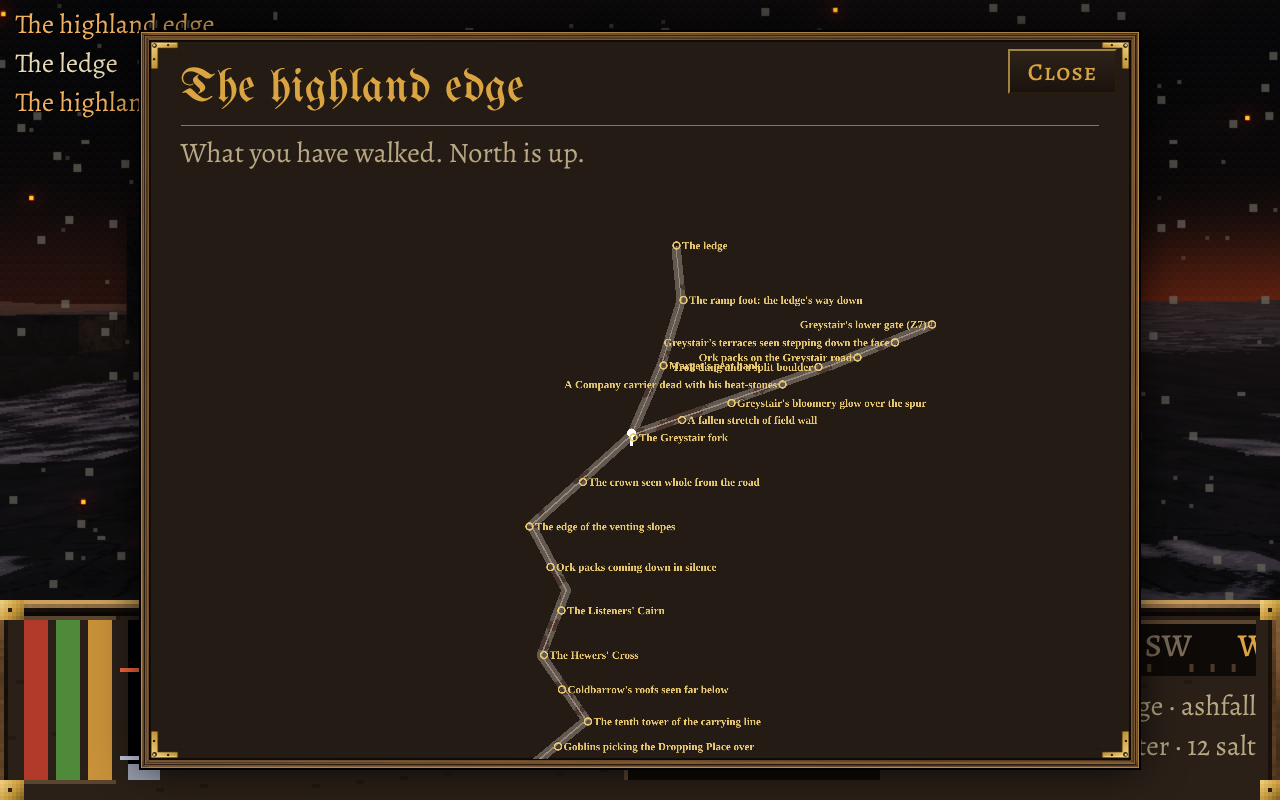 The highland edge
The ledge
The highlan
The highland edge
Close
What you have walked. North is up.
The ledge
The ramp foot: the ledge's way down
Greystair's lower gate (Z7)
Greystair's terraces seen stepping down the face
Ork packs on the Greystair road
split boulder
A Company carrier dead with his heat-stones
Greystair's bloomery glow over the spur
A fallen stretch of field wall
The Greystair fork
The crown seen whole from the road
The edge of the venting slopes
Ork packs coming down in silence
The Listeners' Cairn
The Hewers' Cross
Coldbarrow's roofs seen far below
The tenth tower of the carrying line
Goblins picking the Dropping Place over
SW W
ge · ashfall
ter · 12 salt